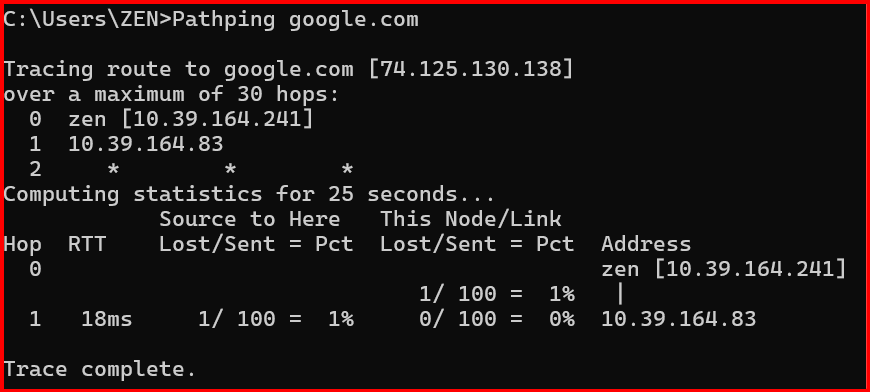 C:\Users\ZEN>Pathping google.com
Tracing route to google.com [74.125.130.138]
over a maximum of 30 hops:
  0  zen [10.39.164.241]
  1  10.39.164.83
  2     *        *        *
Computing statistics for 25 seconds...
            Source to Here   This Node/Link
Hop  RTT    Lost/Sent = Pct  Lost/Sent = Pct  Address
  0                                           zen [10.39.164.241]
                                1/ 100 =  1%   |
  1   18ms     1/ 100 =  1%     0/ 100 =  0%  10.39.164.83
Trace complete.